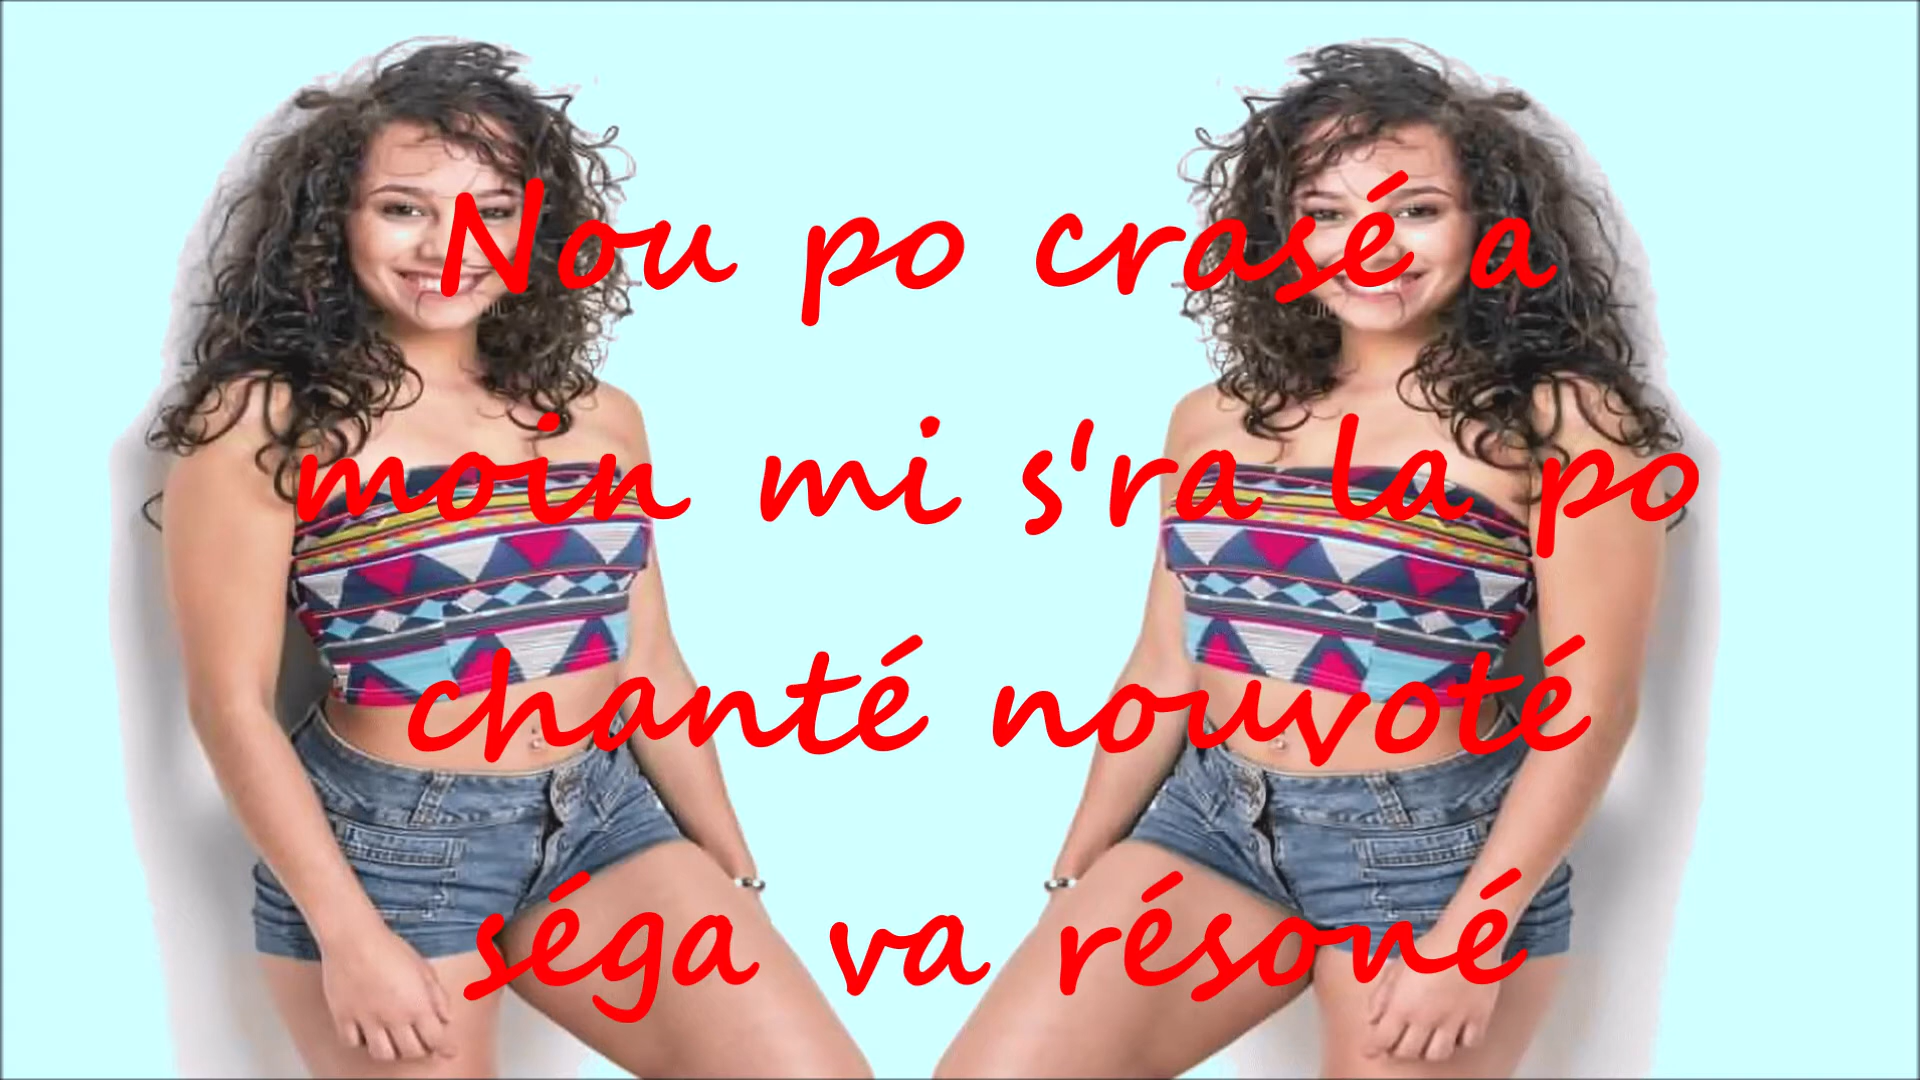 Nou po crasé a
moin mi s'ra la po
chanté nouvoté
séga va résoné